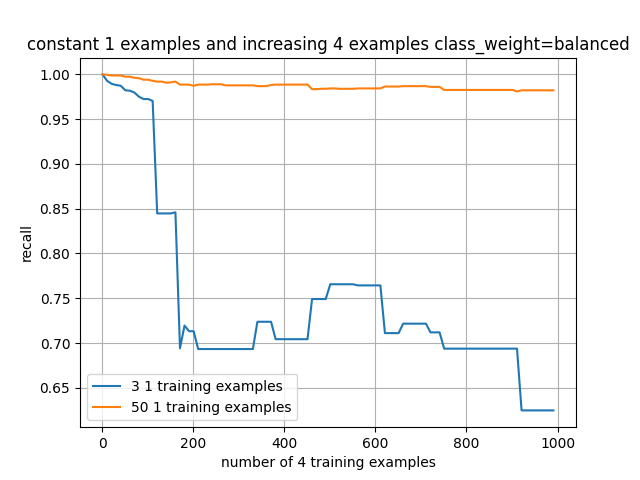 constant 1 examples and increasing 4 examples class_weight=balanced
1.00
0.95
0.90
0.85
0.80
0.75
0.70
0.65
recall
3 1 training examples
50 1 training examples
0 200 400 600 800 1000
number of 4 training examples